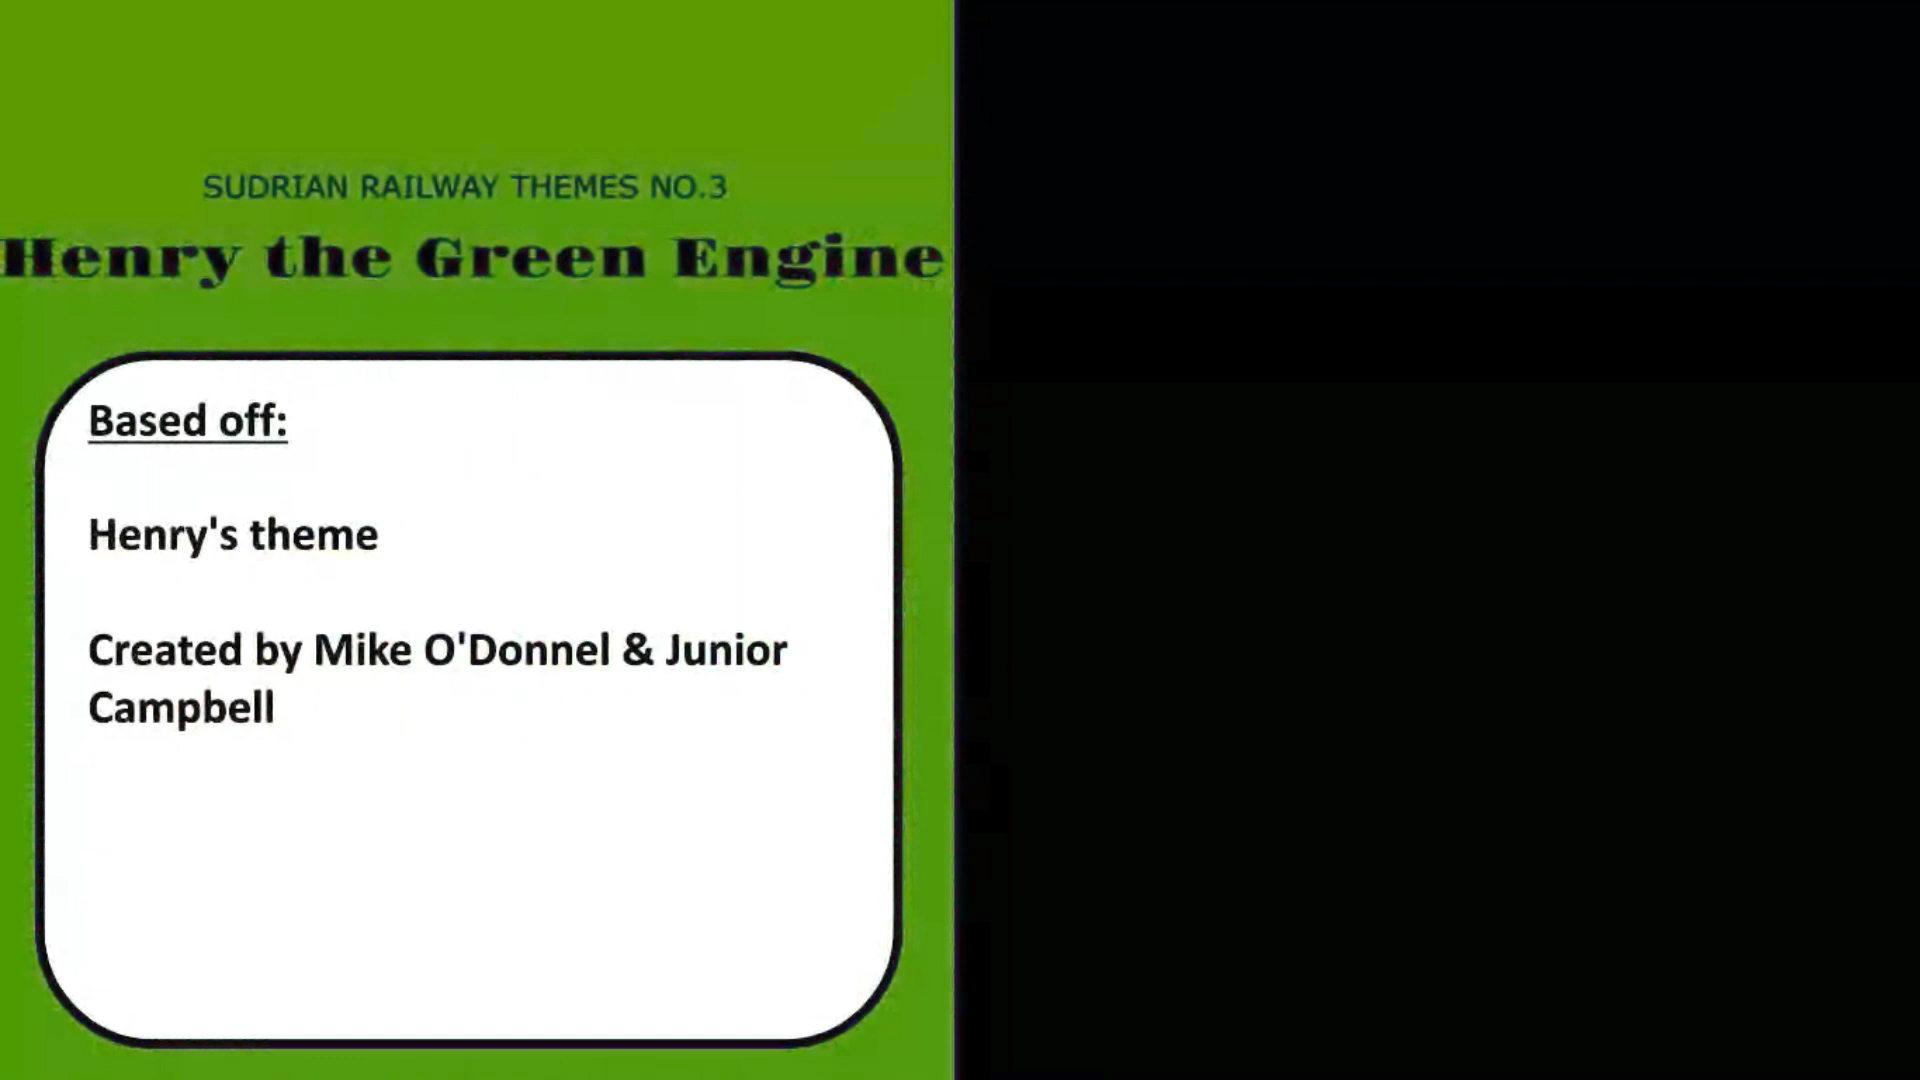 SUDRIAN RAILWAY THEMES NO.3
Henry the Green Engine
Based off:
Henry's theme
Created by Mike O'Donnel & Junior
Campbell